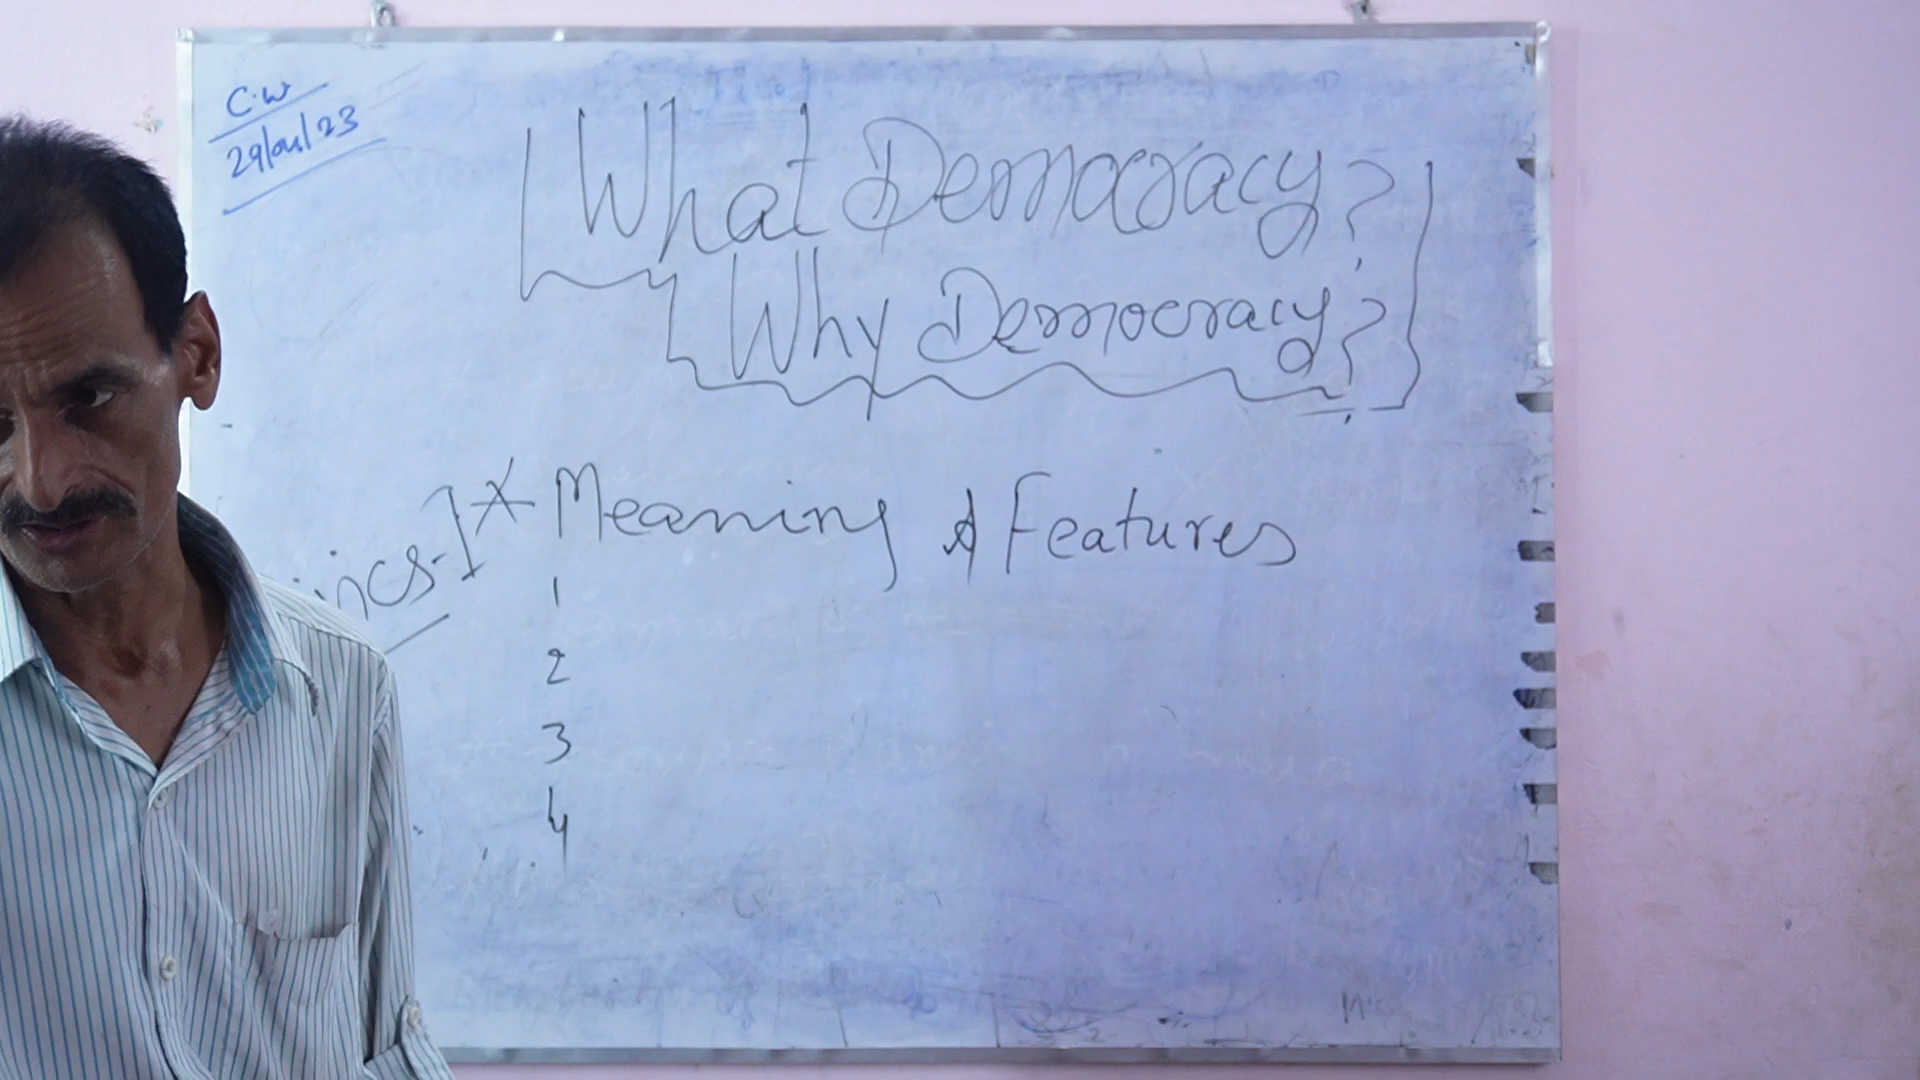 C.W
29/04/23
What Democracy?
Why Democracy?
* Meaning & Features
1
2
3
4